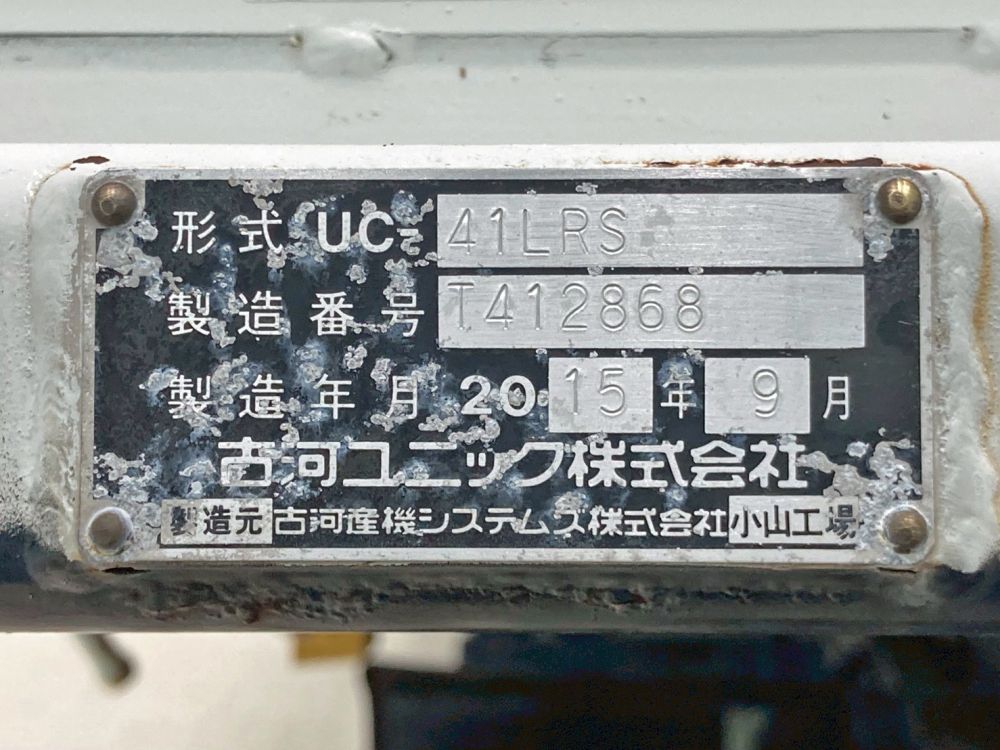 形式 UC 41LRS
製造番号 T412868
製造年月 2015年 9月
古河ユニック株式会社
製造元 古河産機システムズ株式会社 小山工場